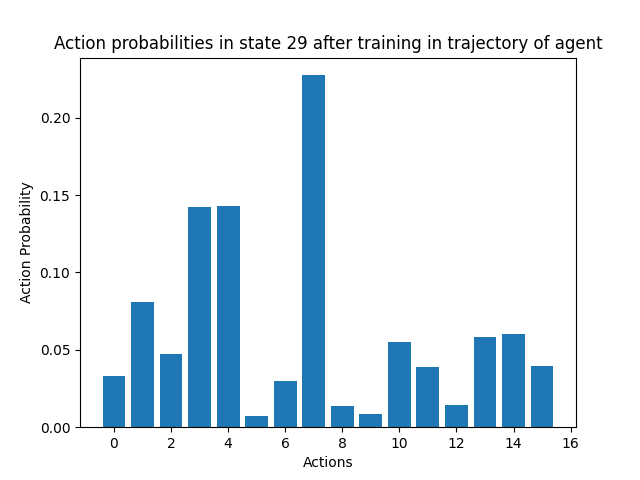 Action probabilities in state 29 after training in trajectory of agent
0.20
0.15
0.10
0.05
0.00
Action Probability
0 2 4 6 8 10 12 14 16
Actions